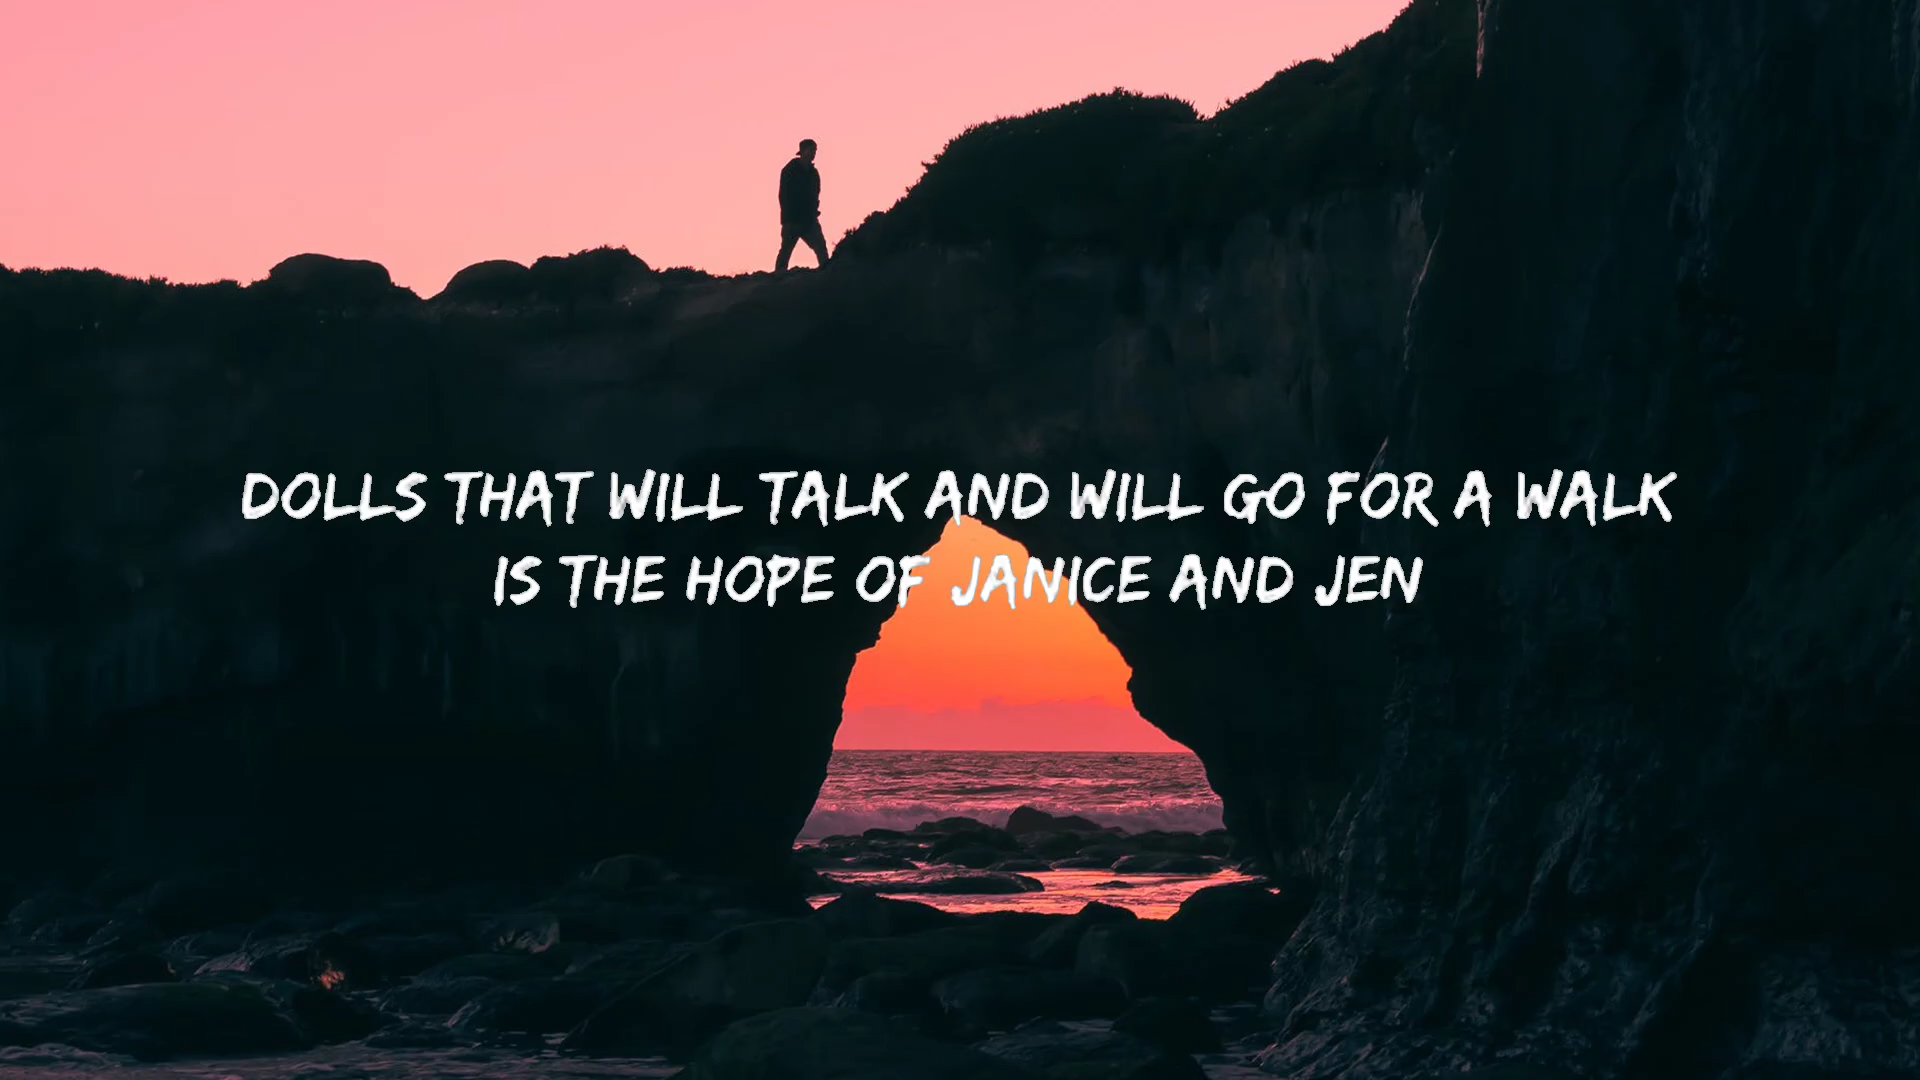 DOLLS THAT WILL TALK AND WILL GO FOR A WALK
IS THE HOPE OF JANICE AND JEN